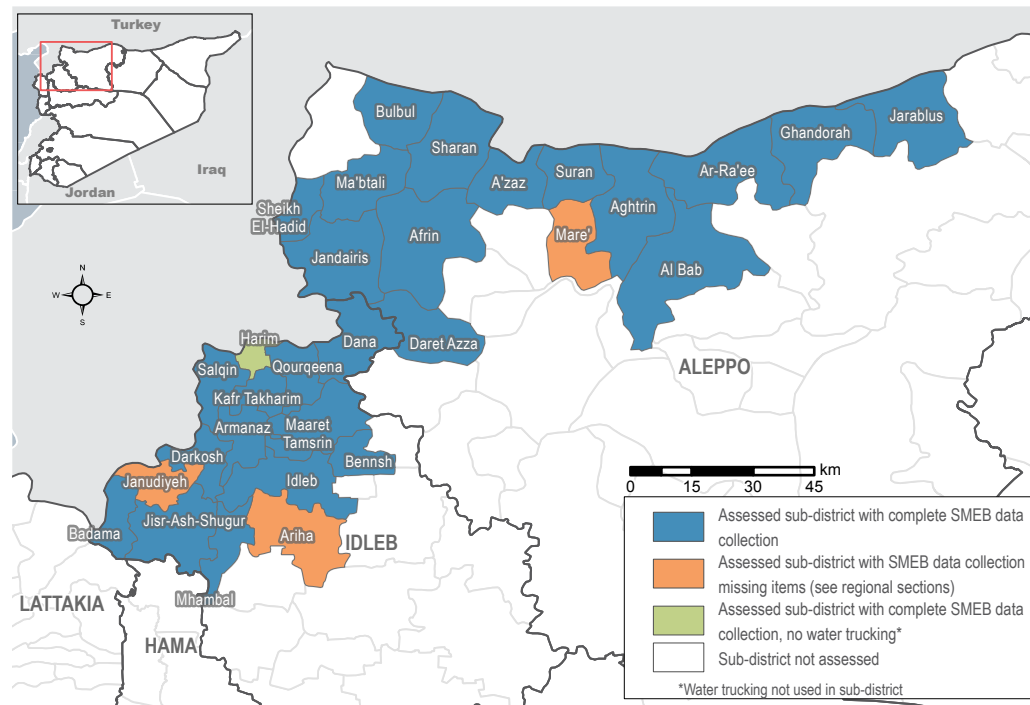 Turkey
Iraq
Jordan
Bulbul
Sharan
Jarablus
Ghandorah
Ar-Ra'ee
Suran
A'zaz
Ma'btali
Aghtrin
Sheikh
El-Hadid
Afrin
Mare'
Jandairis
Al Bab
N
W
E
S
Harim
Dana
Daret Azza
Salqin
Qourqeena
ALEPPO
Kafr Takharim
Armanaz
Maaret
Tamsrin
Darkosh
Bennsh
Janudiyeh
Idleb
km
0
15
30
45
Jisr-Ash-Shugur
Badama
Ariha
IDLEB
Mhambal
LATTAKIA
HAMA
Assessed sub-district with complete SMEB data
collection
Assessed sub-district with SMEB data collection
missing items (see regional sections)
Assessed sub-district with complete SMEB data
collection, no water trucking*
Sub-district not assessed
*Water trucking not used in sub-district